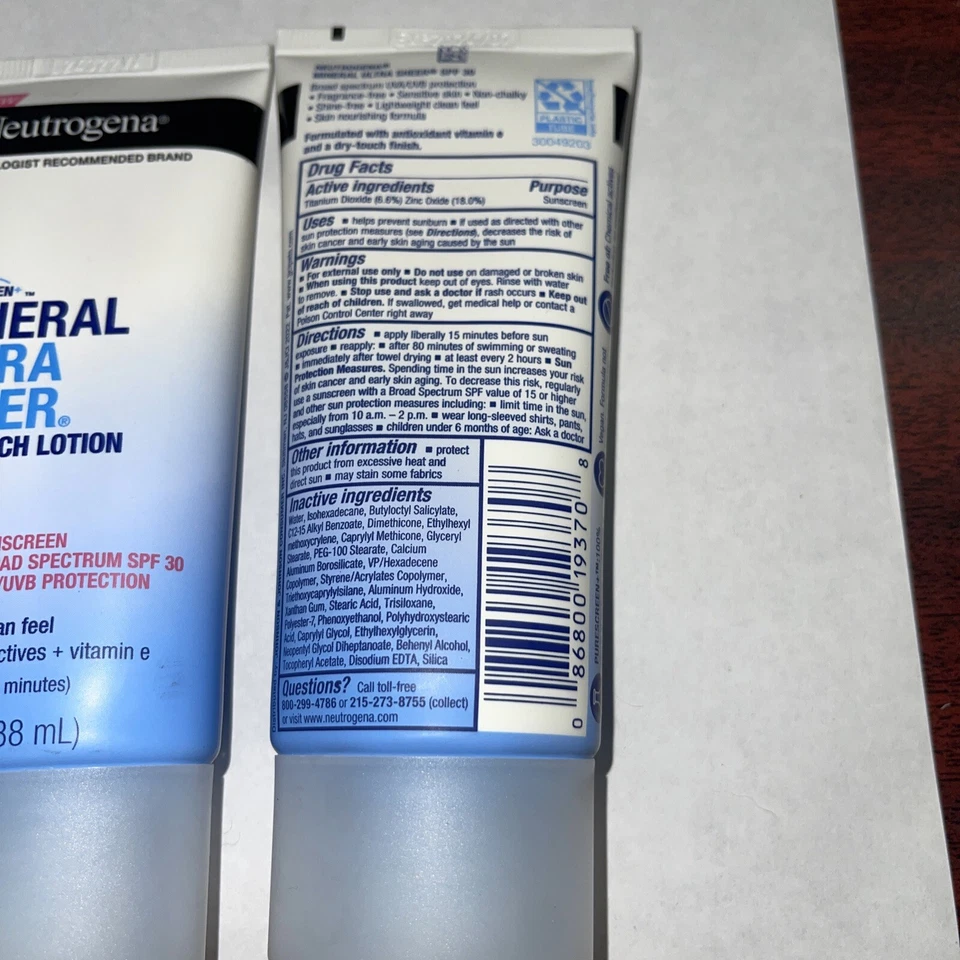 Neutrogena®
LOGIST RECOMMENDED BRAND
EN+™
ERAL
RA
ER®
CH LOTION
SCREEN
AD SPECTRUM SPF 30
/UVB PROTECTION
an feel
ctives + vitamin e
minutes)
38 mL)
NEUTROGENA®
MINERAL ULTRA SHEER® SPF 30
Broad spectrum UVA/UVB protection
• Fragrance-free • Sensitive skin • Non-chalky
• Shine-free • Lightweight clean feel
• Skin nourishing formula
Formulated with antioxidant vitamin e
and a dry-touch finish.
PLASTIC
TUBE
30049203
Drug Facts
Active ingredients Purpose
Titanium Dioxide (6.6%) Zinc Oxide (18.0%) Sunscreen
Uses ■ helps prevent sunburn ■ if used as directed with other
sun protection measures (see Directions), decreases the risk of
skin cancer and early skin aging caused by the sun
Warnings
■ For external use only ■ Do not use on damaged or broken skin
■ When using this product keep out of eyes. Rinse with water
to remove. ■ Stop use and ask a doctor if rash occurs ■ Keep out
of reach of children. If swallowed, get medical help or contact a
Poison Control Center right away
Directions ■ apply liberally 15 minutes before sun
exposure ■ reapply: ■ after 80 minutes of swimming or sweating
■ immediately after towel drying ■ at least every 2 hours ■ Sun
Protection Measures. Spending time in the sun increases your risk
of skin cancer and early skin aging. To decrease this risk, regularly
use a sunscreen with a Broad Spectrum SPF value of 15 or higher
and other sun protection measures including: ■ limit time in the sun,
especially from 10 a.m. – 2 p.m. ■ wear long-sleeved shirts, pants,
hats, and sunglasses ■ children under 6 months of age: Ask a doctor
Other information ■ protect
this product from excessive heat and
direct sun ■ may stain some fabrics
Inactive ingredients
Water, Isohexadecane, Butyloctyl Salicylate,
C12-15 Alkyl Benzoate, Dimethicone, Ethylhexyl
methoxycrylene, Caprylyl Methicone, Glyceryl
Stearate, PEG-100 Stearate, Calcium
Aluminum Borosilicate, VP/Hexadecene
Copolymer, Styrene/Acrylates Copolymer,
Triethoxycaprylylsilane, Aluminum Hydroxide,
Xanthan Gum, Stearic Acid, Trisiloxane,
Polyester-7, Phenoxyethanol, Polyhydroxystearic
Acid, Caprylyl Glycol, Ethylhexylglycerin,
Neopentyl Glycol Diheptanoate, Behenyl Alcohol,
Tocopheryl Acetate, Disodium EDTA, Silica
Questions? Call toll-free
800-299-4786 or 215-273-8755 (collect)
or visit www.neutrogena.com
0 86800 19370 8
PURESCREEN+™:100%
Vegan Formula
Free of: Chemical actives